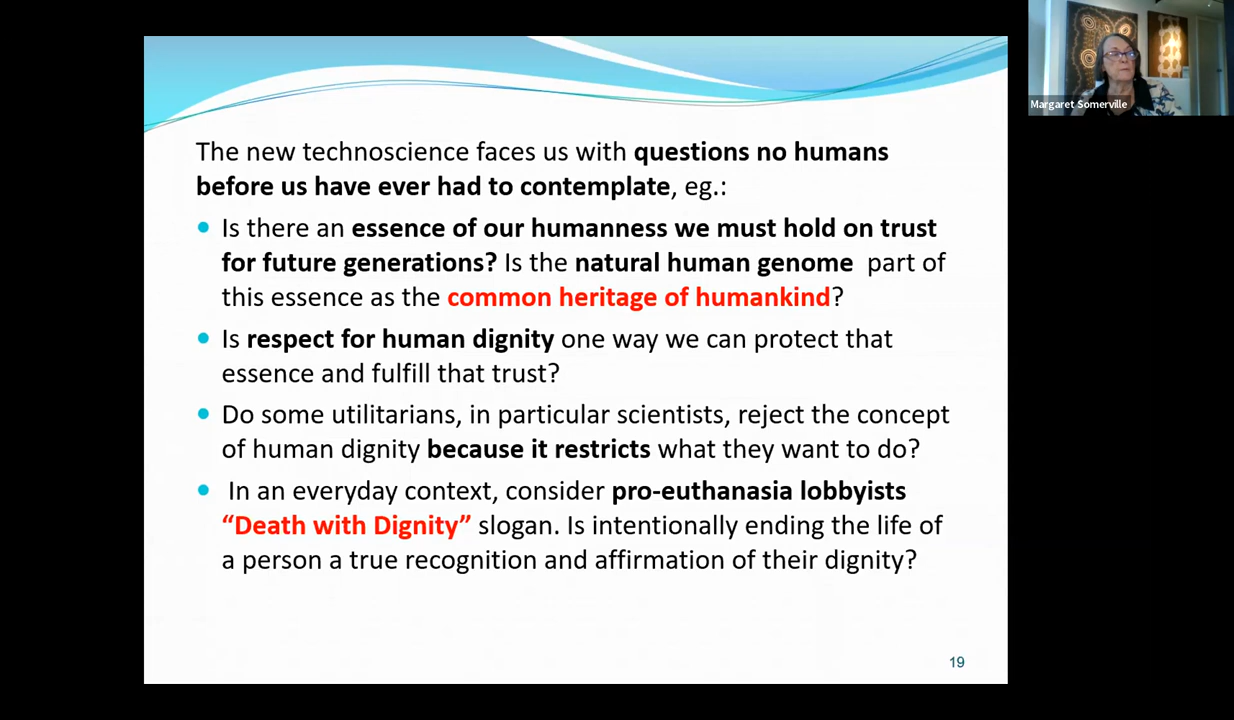 The new technoscience faces us with questions no humans
before us have ever had to contemplate, eg.:
• Is there an essence of our humanness we must hold on trust
for future generations? Is the natural human genome part of
this essence as the common heritage of humankind?
• Is respect for human dignity one way we can protect that
essence and fulfill that trust?
• Do some utilitarians, in particular scientists, reject the concept
of human dignity because it restricts what they want to do?
• In an everyday context, consider pro-euthanasia lobbyists
“Death with Dignity” slogan. Is intentionally ending the life of
a person a true recognition and affirmation of their dignity?
19
Margaret Somerville